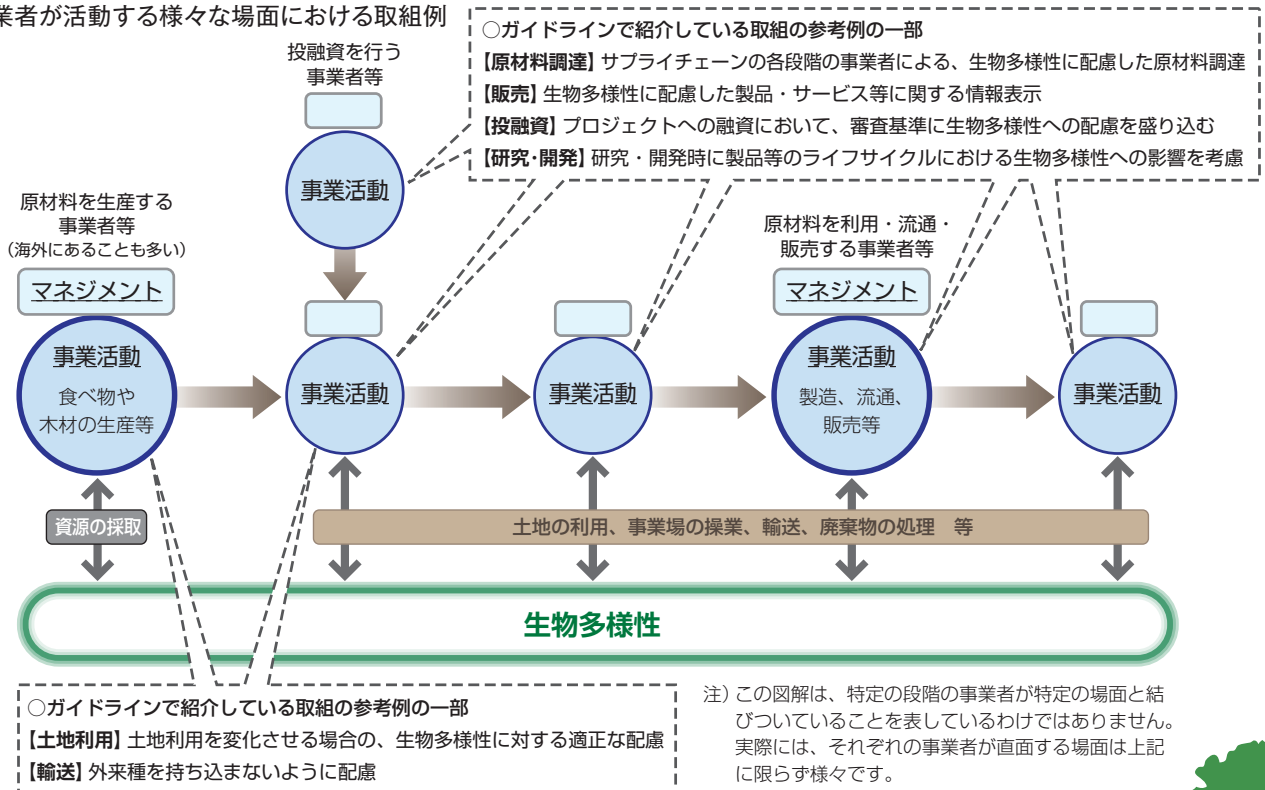 業者が活動する様々な場面における取組例
○ガイドラインで紹介している取組の参考例の一部
【原材料調達】サプライチェーンの各段階の事業者による、生物多様性に配慮した原材料調達
【販売】生物多様性に配慮した製品・サービス等に関する情報表示
【投融資】プロジェクトへの融資において、審査基準に生物多様性への配慮を盛り込む
【研究・開発】研究・開発時に製品等のライフサイクルにおける生物多様性への影響を考慮
投融資を行う
事業者等
事業活動
原材料を生産する
事業者等
（海外にあることも多い）
マネジメント
事業活動
食べ物や
木材の生産等
事業活動
事業活動
原材料を利用・流通・
販売する事業者等
マネジメント
事業活動
製造、流通、
販売等
事業活動
資源の採取
土地の利用、事業場の操業、輸送、廃棄物の処理　等
生物多様性
○ガイドラインで紹介している取組の参考例の一部
【土地利用】土地利用を変化させる場合の、生物多様性に対する適正な配慮
【輸送】外来種を持ち込まないように配慮
注）この図解は、特定の段階の事業者が特定の場面と結
びついていることを表しているわけではありません。
実際には、それぞれの事業者が直面する場面は上記
に限らず様々です。